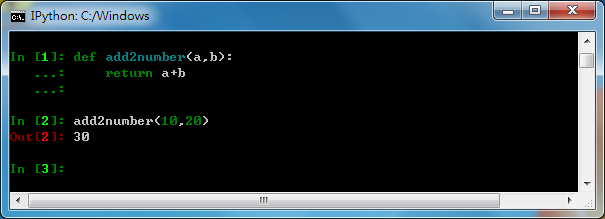 IPython: C:/Windows
In [1]: def add2number(a,b):
   ...:     return a+b
   ...:
In [2]: add2number(10,20)
Out[2]: 30
In [3]: